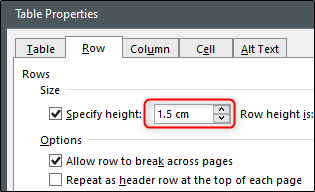 Table Properties
Table Row Column Cell Alt Text
Rows
Size
Specify height: 1.5 cm Row height is:
Options
Allow row to break across pages
Repeat as header row at the top of each page